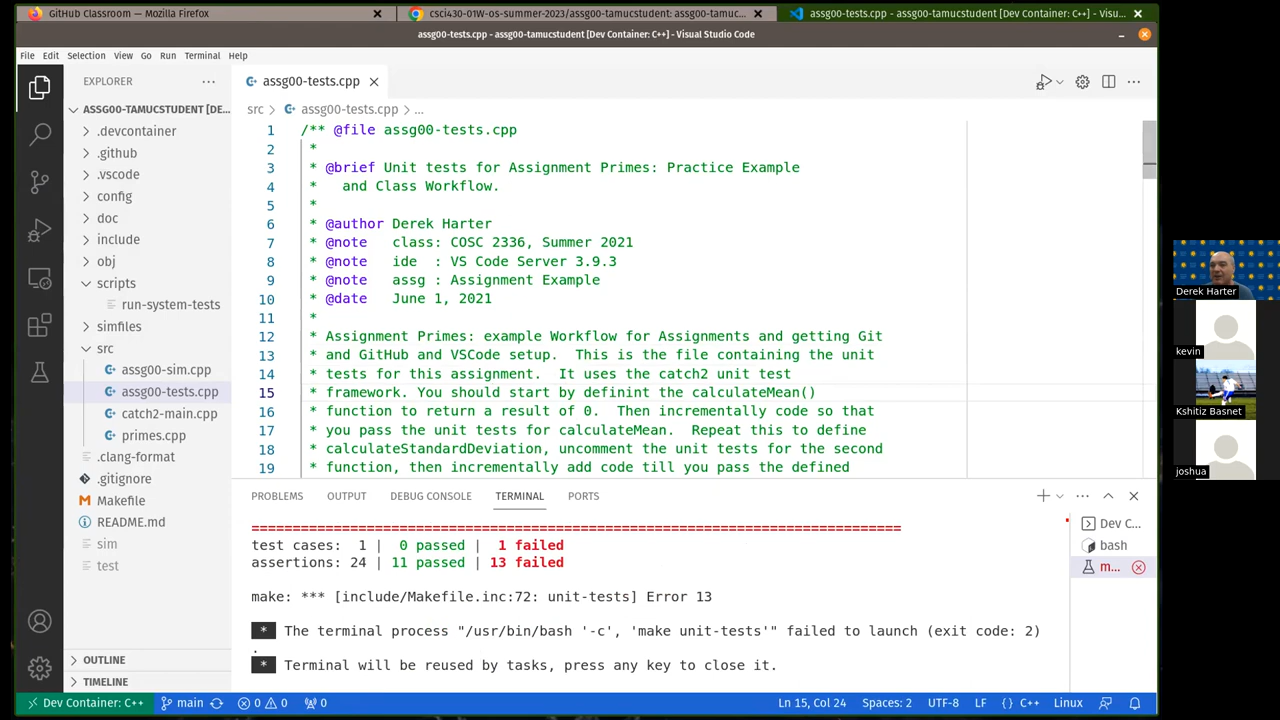 GitHub Classroom — Mozilla Firefox
csci430-01W-os-summer-2023/assg00-tamucstudent: assg00-tamuc...
assg00-tests.cpp - assg00-tamucstudent [Dev Container: C++] - Visu...
assg00-tests.cpp - assg00-tamucstudent [Dev Container: C++] - Visual Studio Code
File Edit Selection View Go Run Terminal Help
EXPLORER
ASSG00-TAMUCSTUDENT [DE...
.devcontainer
.github
.vscode
config
doc
include
obj
scripts
run-system-tests
simfiles
src
assg00-sim.cpp
assg00-tests.cpp
catch2-main.cpp
primes.cpp
.clang-format
.gitignore
Makefile
README.md
sim
test
OUTLINE
TIMELINE
assg00-tests.cpp
src > assg00-tests.cpp > ...
1 /** @file assg00-tests.cpp
2 *
3 * @brief Unit tests for Assignment Primes: Practice Example
4 * and Class Workflow.
5 *
6 * @author Derek Harter
7 * @note class: COSC 2336, Summer 2021
8 * @note ide : VS Code Server 3.9.3
9 * @note assg : Assignment Example
10 * @date June 1, 2021
11 *
12 * Assignment Primes: example Workflow for Assignments and getting Git
13 * and GitHub and VSCode setup. This is the file containing the unit
14 * tests for this assignment. It uses the catch2 unit test
15 * framework. You should start by definint the calculateMean()
16 * function to return a result of 0. Then incrementally code so that
17 * you pass the unit tests for calculateMean. Repeat this to define
18 * calculateStandardDeviation, uncomment the unit tests for the second
19 * function, then incrementally add code till you pass the defined
PROBLEMS OUTPUT DEBUG CONSOLE TERMINAL PORTS
===============================================================================
test cases: 1 | 0 passed | 1 failed
assertions: 24 | 11 passed | 13 failed
make: *** [include/Makefile.inc:72: unit-tests] Error 13
* The terminal process "/usr/bin/bash '-c', 'make unit-tests'" failed to launch (exit code: 2)
.
* Terminal will be reused by tasks, press any key to close it.
Dev C...
bash
m...
Dev Container: C++ main 0 0 0 Ln 15, Col 24 Spaces: 2 UTF-8 LF {} C++ Linux
Derek Harter
kevin
Kshitiz Basnet
joshua